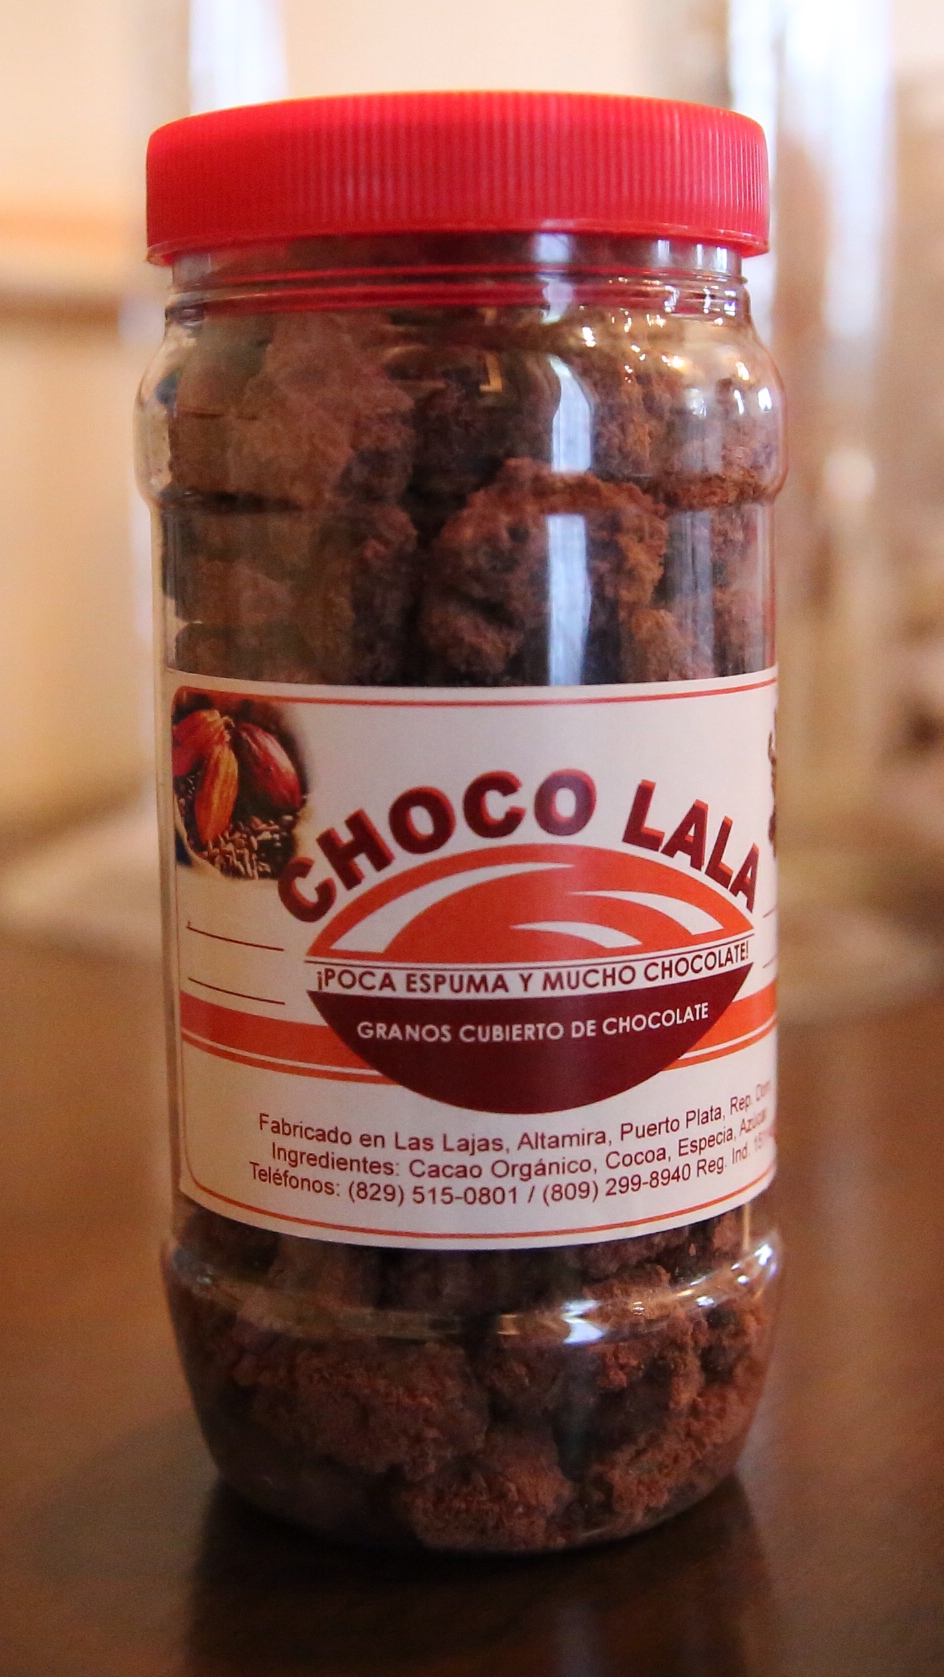 CHOCO LALA
¡POCA ESPUMA Y MUCHO CHOCOLATE!
GRANOS CUBIERTO DE CHOCOLATE
Fabricado en Las Lajas, Altamira, Puerto Plata, Rep.
Ingredientes: Cacao Orgánico, Cocoa, Especia,
Teléfonos: (829) 515-0801 / (809) 299-8940 Reg. Ind.